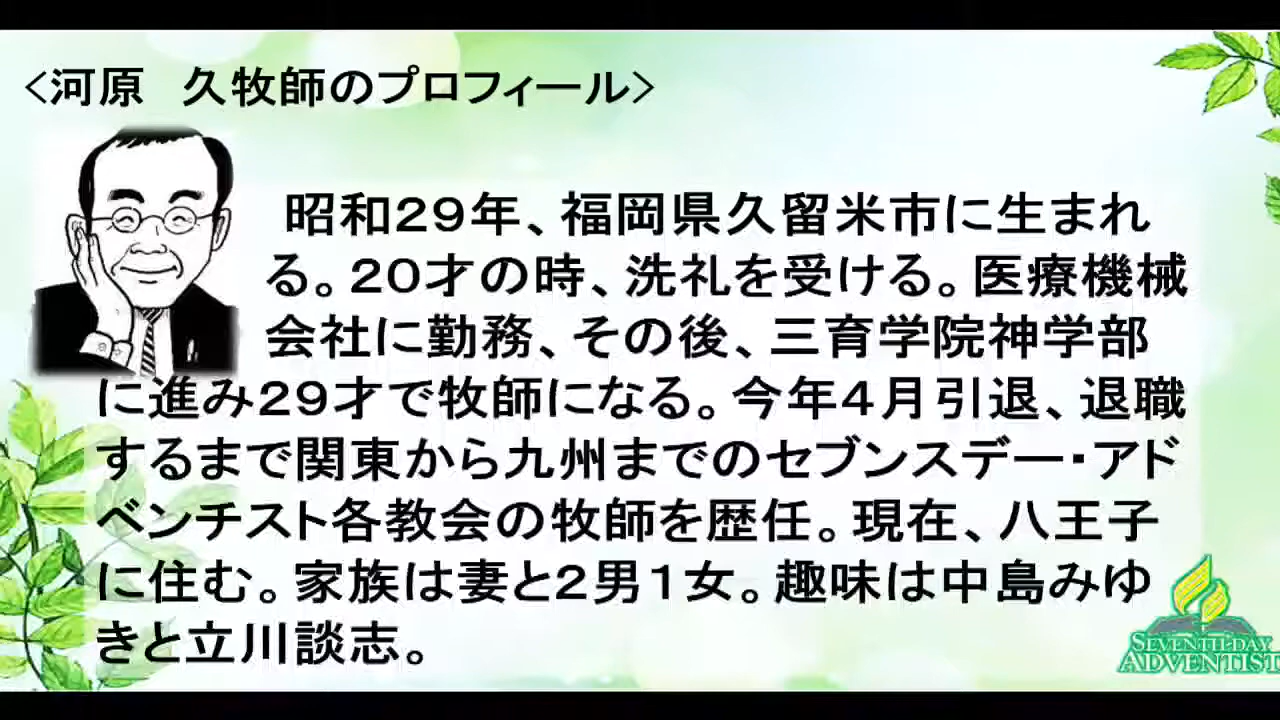 <河原　久牧師のプロフィール>
昭和２９年、福岡県久留米市に生まれ
る。２０才の時、洗礼を受ける。医療機械
会社に勤務、その後、三育学院神学部
に進み２９才で牧師になる。今年４月引退、退職
するまで関東から九州までのセブンスデー・アド
ベンチスト各教会の牧師を歴任。現在、八王子
に住む。家族は妻と２男１女。趣味は中島みゆ
きと立川談志。
SEVENTH-DAY
ADVENTIST